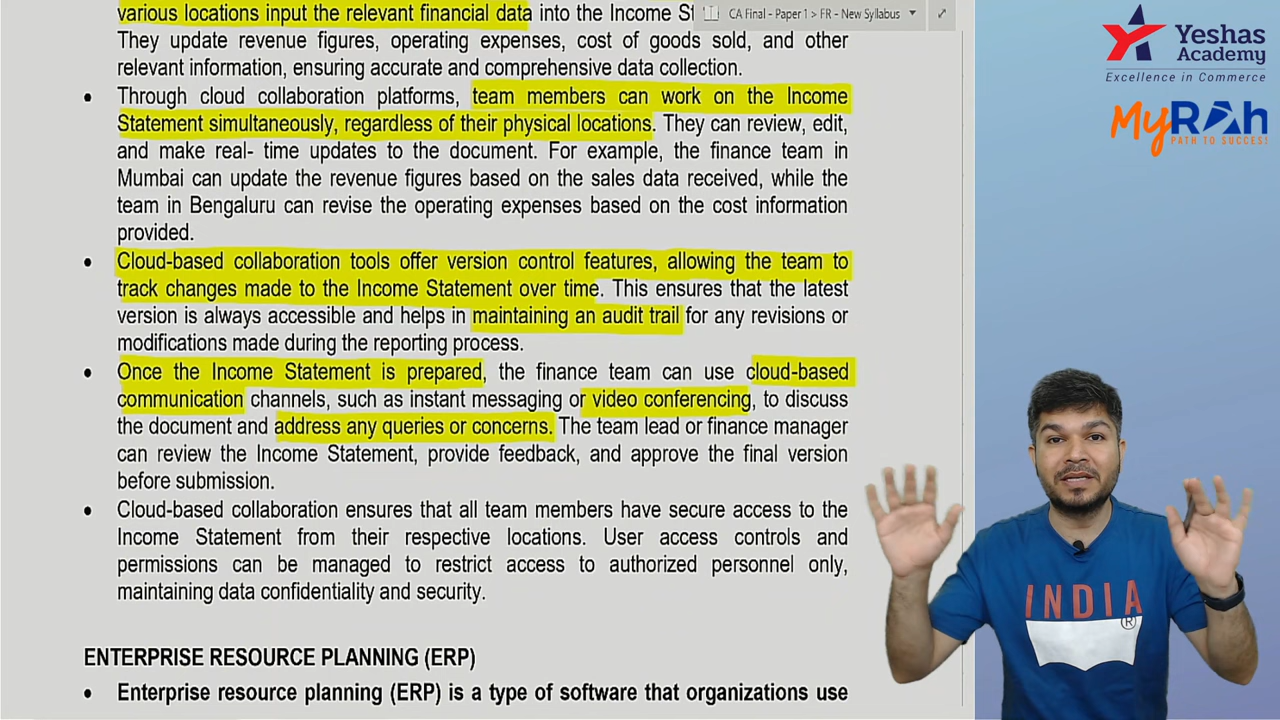 various locations input the relevant financial data into the Income St
CA Final - Paper 1 > FR - New Syllabus
They update revenue figures, operating expenses, cost of goods sold, and other
relevant information, ensuring accurate and comprehensive data collection.
• Through cloud collaboration platforms, team members can work on the Income
Statement simultaneously, regardless of their physical locations. They can review, edit,
and make real- time updates to the document. For example, the finance team in
Mumbai can update the revenue figures based on the sales data received, while the
team in Bengaluru can revise the operating expenses based on the cost information
provided.
• Cloud-based collaboration tools offer version control features, allowing the team to
track changes made to the Income Statement over time. This ensures that the latest
version is always accessible and helps in maintaining an audit trail for any revisions or
modifications made during the reporting process.
• Once the Income Statement is prepared, the finance team can use cloud-based
communication channels, such as instant messaging or video conferencing, to discuss
the document and address any queries or concerns. The team lead or finance manager
can review the Income Statement, provide feedback, and approve the final version
before submission.
• Cloud-based collaboration ensures that all team members have secure access to the
Income Statement from their respective locations. User access controls and
permissions can be managed to restrict access to authorized personnel only,
maintaining data confidentiality and security.
ENTERPRISE RESOURCE PLANNING (ERP)
• Enterprise resource planning (ERP) is a type of software that organizations use
Yeshas
Academy
Excellence in Commerce
MyRAh
PATH TO SUCCESS
INDIA
®